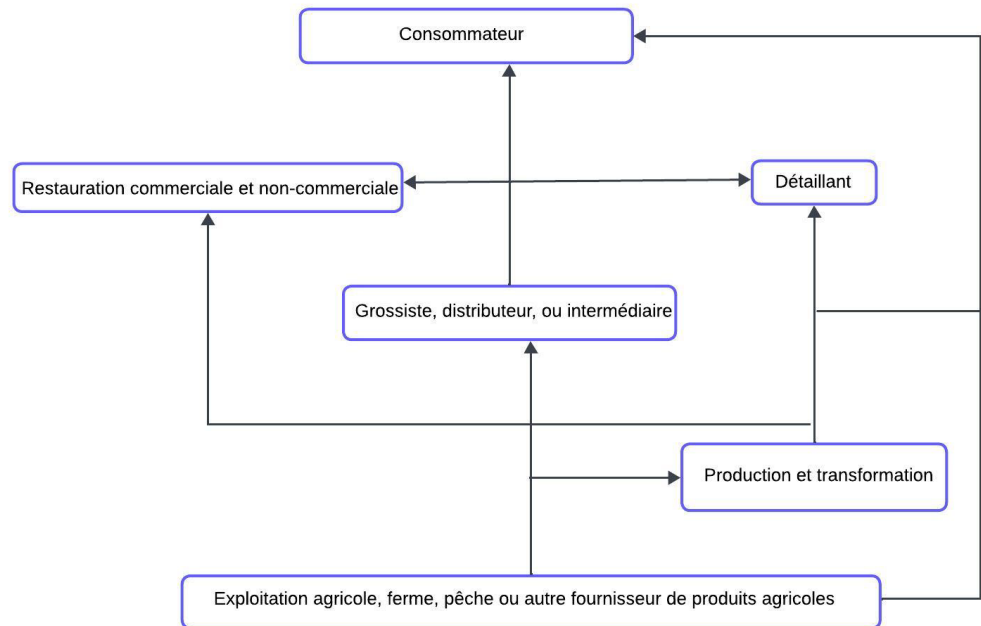 Consommateur
Restauration commerciale et non-commerciale
Détaillant
Grossiste, distributeur, ou intermédiaire
Production et transformation
Exploitation agricole, ferme, pêche ou autre fournisseur de produits agricoles